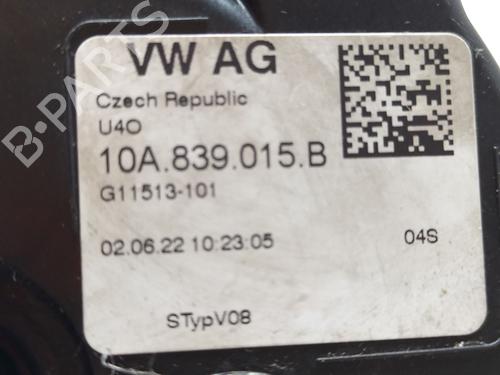 VW AG
Czech Republic
U4O
10A.839.015.B
G11513-101
02.06.22 10:23:05
04S
STypV08
B-PARTS